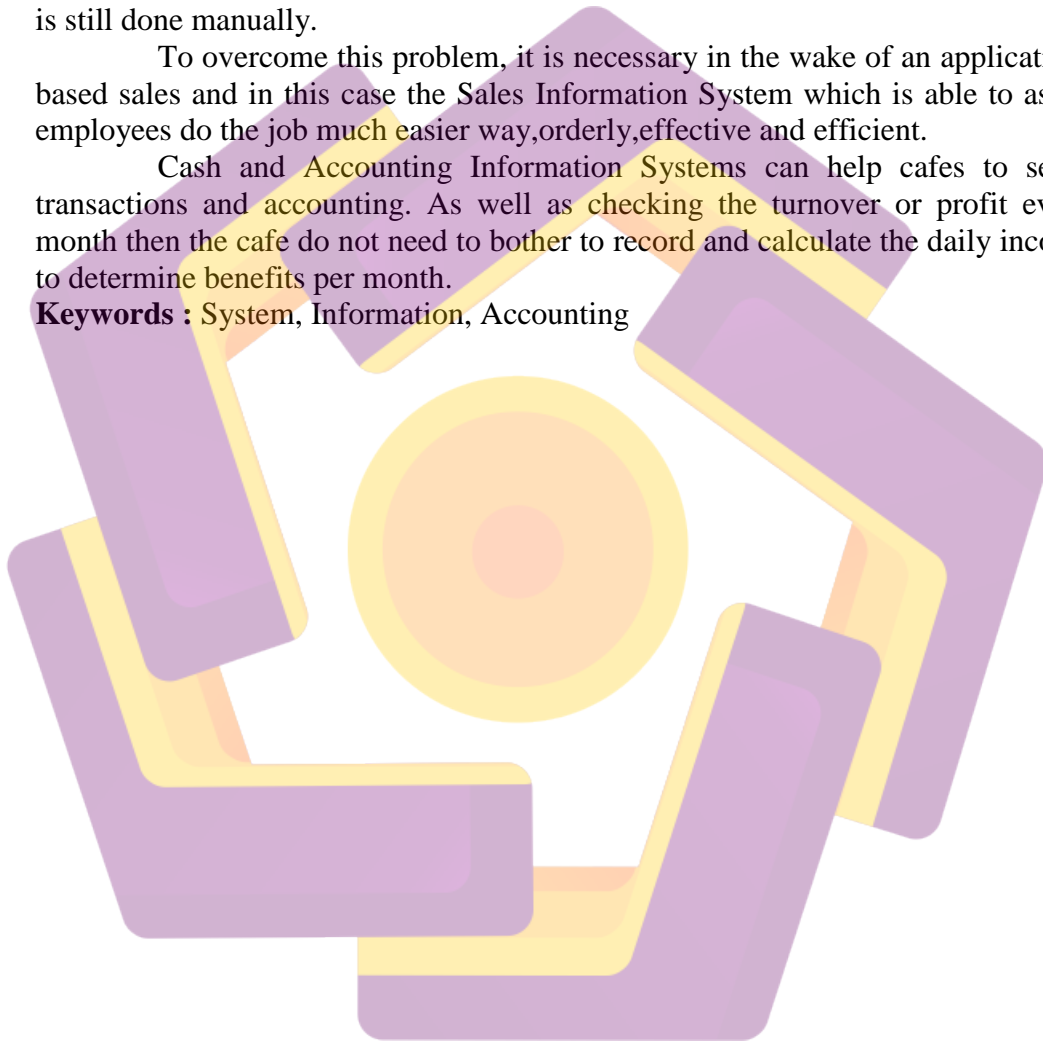 is still done manually.
To overcome this problem, it is necessary in the wake of an applicati
based sales and in this case the Sales Information System which is able to as
employees do the job much easier way,orderly,effective and efficient.
Cash and Accounting Information Systems can help cafes to se
transactions and accounting. As well as checking the turnover or profit ev
month then the cafe do not need to bother to record and calculate the daily inco
to determine benefits per month.
Keywords : System, Information, Accounting